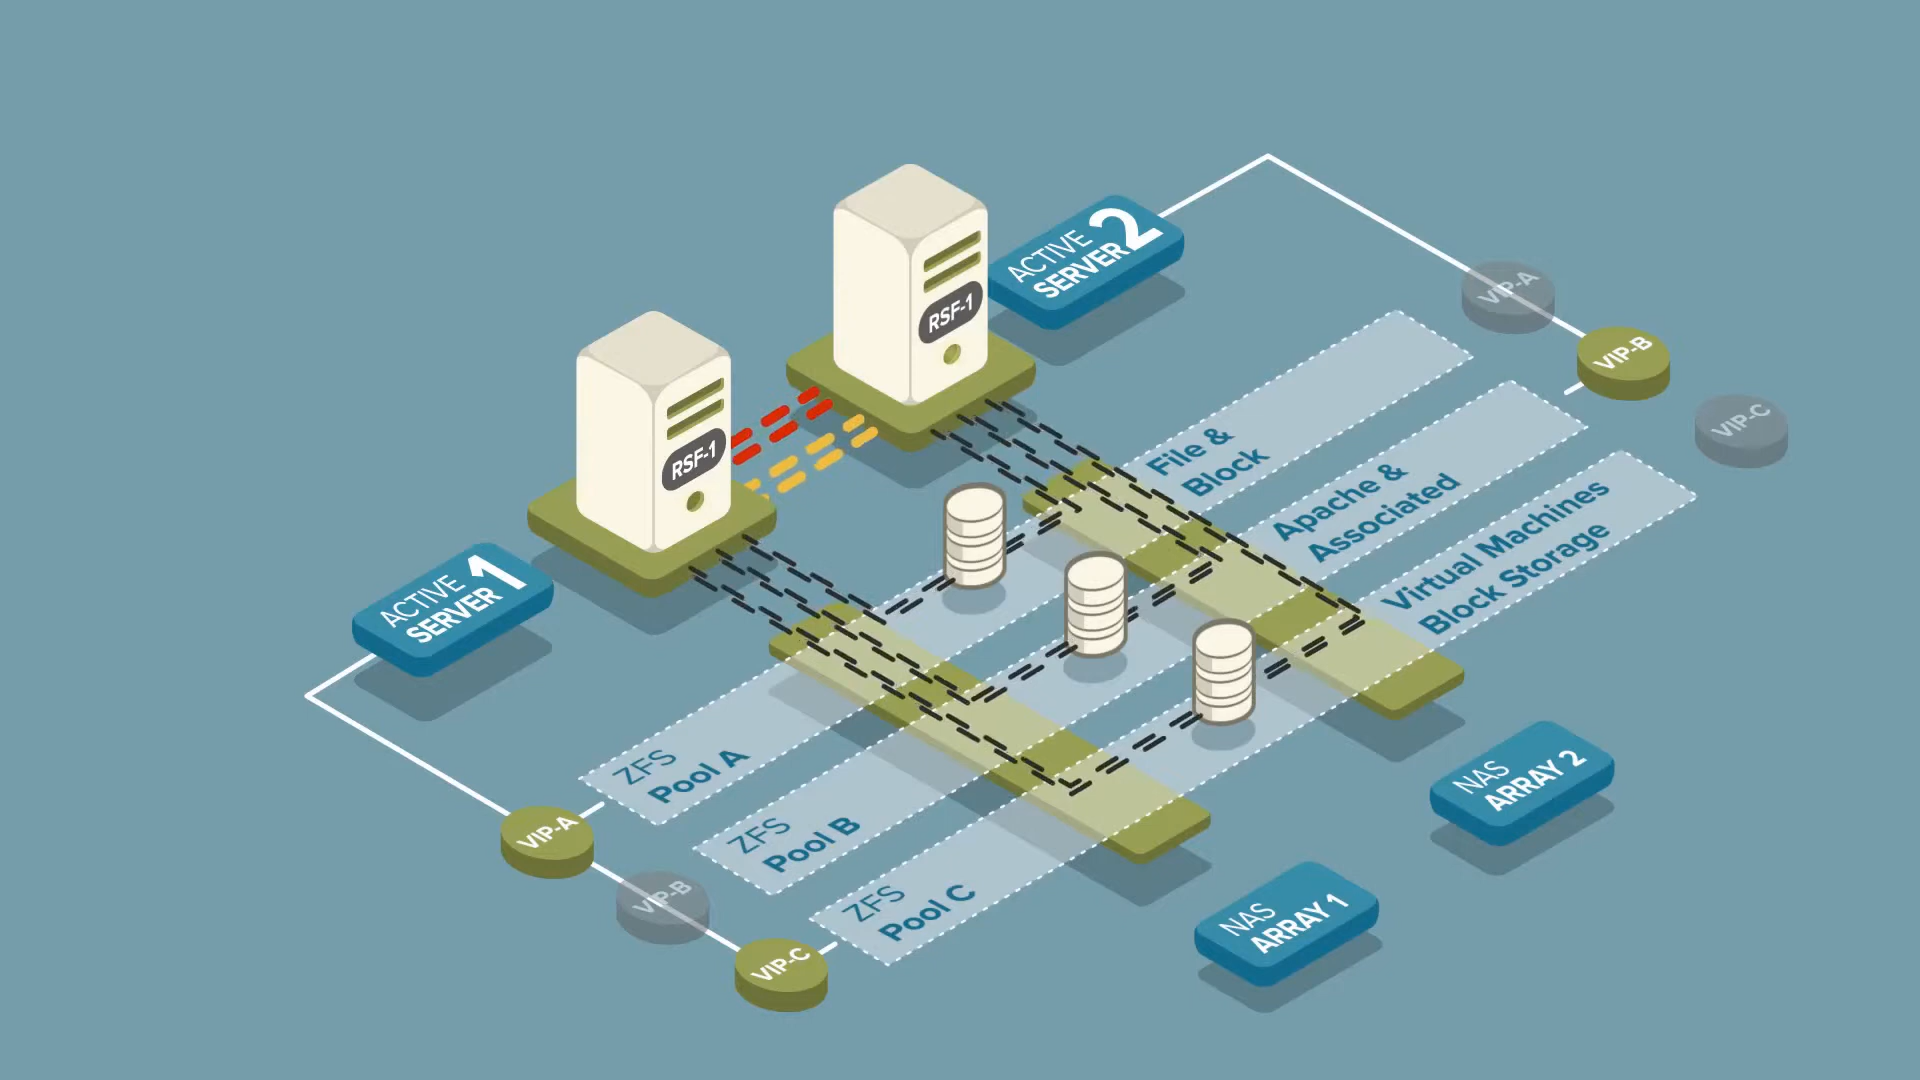 ACTIVE
SERVER 2
RSF-1
VIP-A
VIP-B
VIP-C
RSF-1
ACTIVE
SERVER 1
File &
Block
Apache &
Associated
Virtual Machines
Block Storage
ZFS
Pool A
ZFS
Pool B
ZFS
Pool C
VIP-A
VIP-B
VIP-C
NAS
ARRAY 2
NAS
ARRAY 1